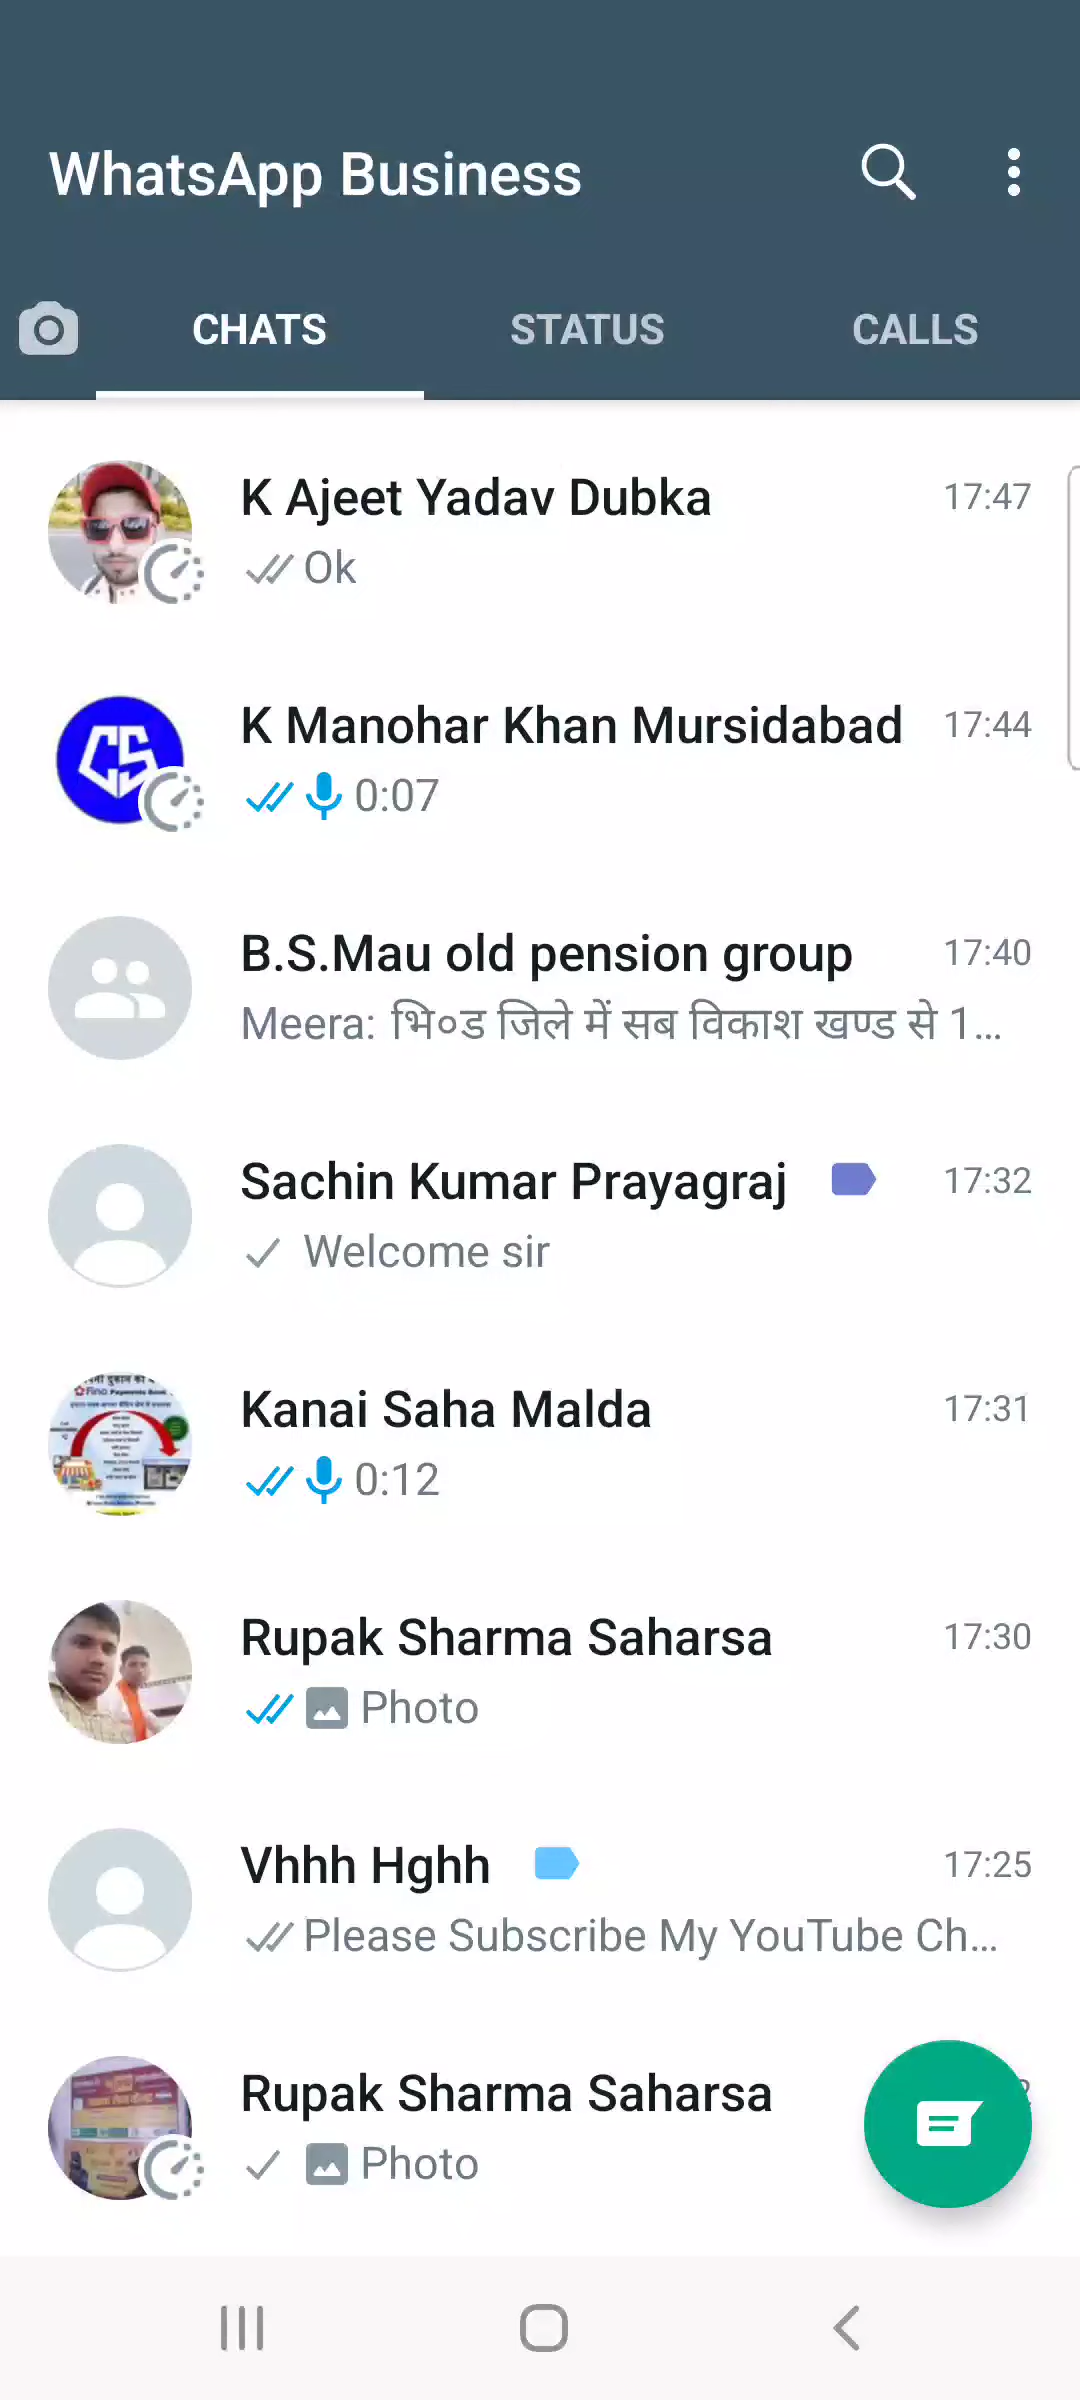 WhatsApp Business
CHATS STATUS CALLS
K Ajeet Yadav Dubka 17:47
Ok
K Manohar Khan Mursidabad 17:44
0:07
B.S.Mau old pension group 17:40
Meera: भि०ड जिले में सब विकाश खण्ड से 1...
Sachin Kumar Prayagraj 17:32
Welcome sir
Kanai Saha Malda 17:31
0:12
Rupak Sharma Saharsa 17:30
Photo
Vhhh Hghh 17:25
Please Subscribe My YouTube Ch...
Rupak Sharma Saharsa
Photo